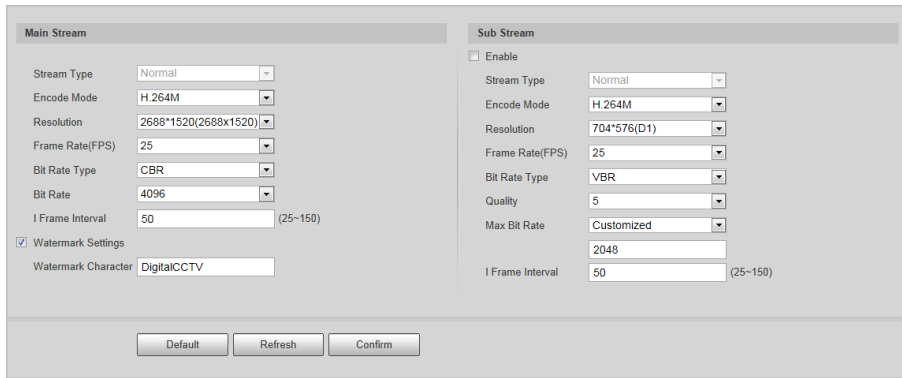 Main Stream
Stream Type Normal
Encode Mode H.264M
Resolution 2688*1520(2688x1520)
Frame Rate(FPS) 25
Bit Rate Type CBR
Bit Rate 4096
I Frame Interval 50 (25~150)
Watermark Settings
Watermark Character DigitalCCTV
Sub Stream
Enable
Stream Type Normal
Encode Mode H.264M
Resolution 704*576(D1)
Frame Rate(FPS) 25
Bit Rate Type VBR
Quality 5
Max Bit Rate Customized
2048
I Frame Interval 50 (25~150)
Default Refresh Confirm